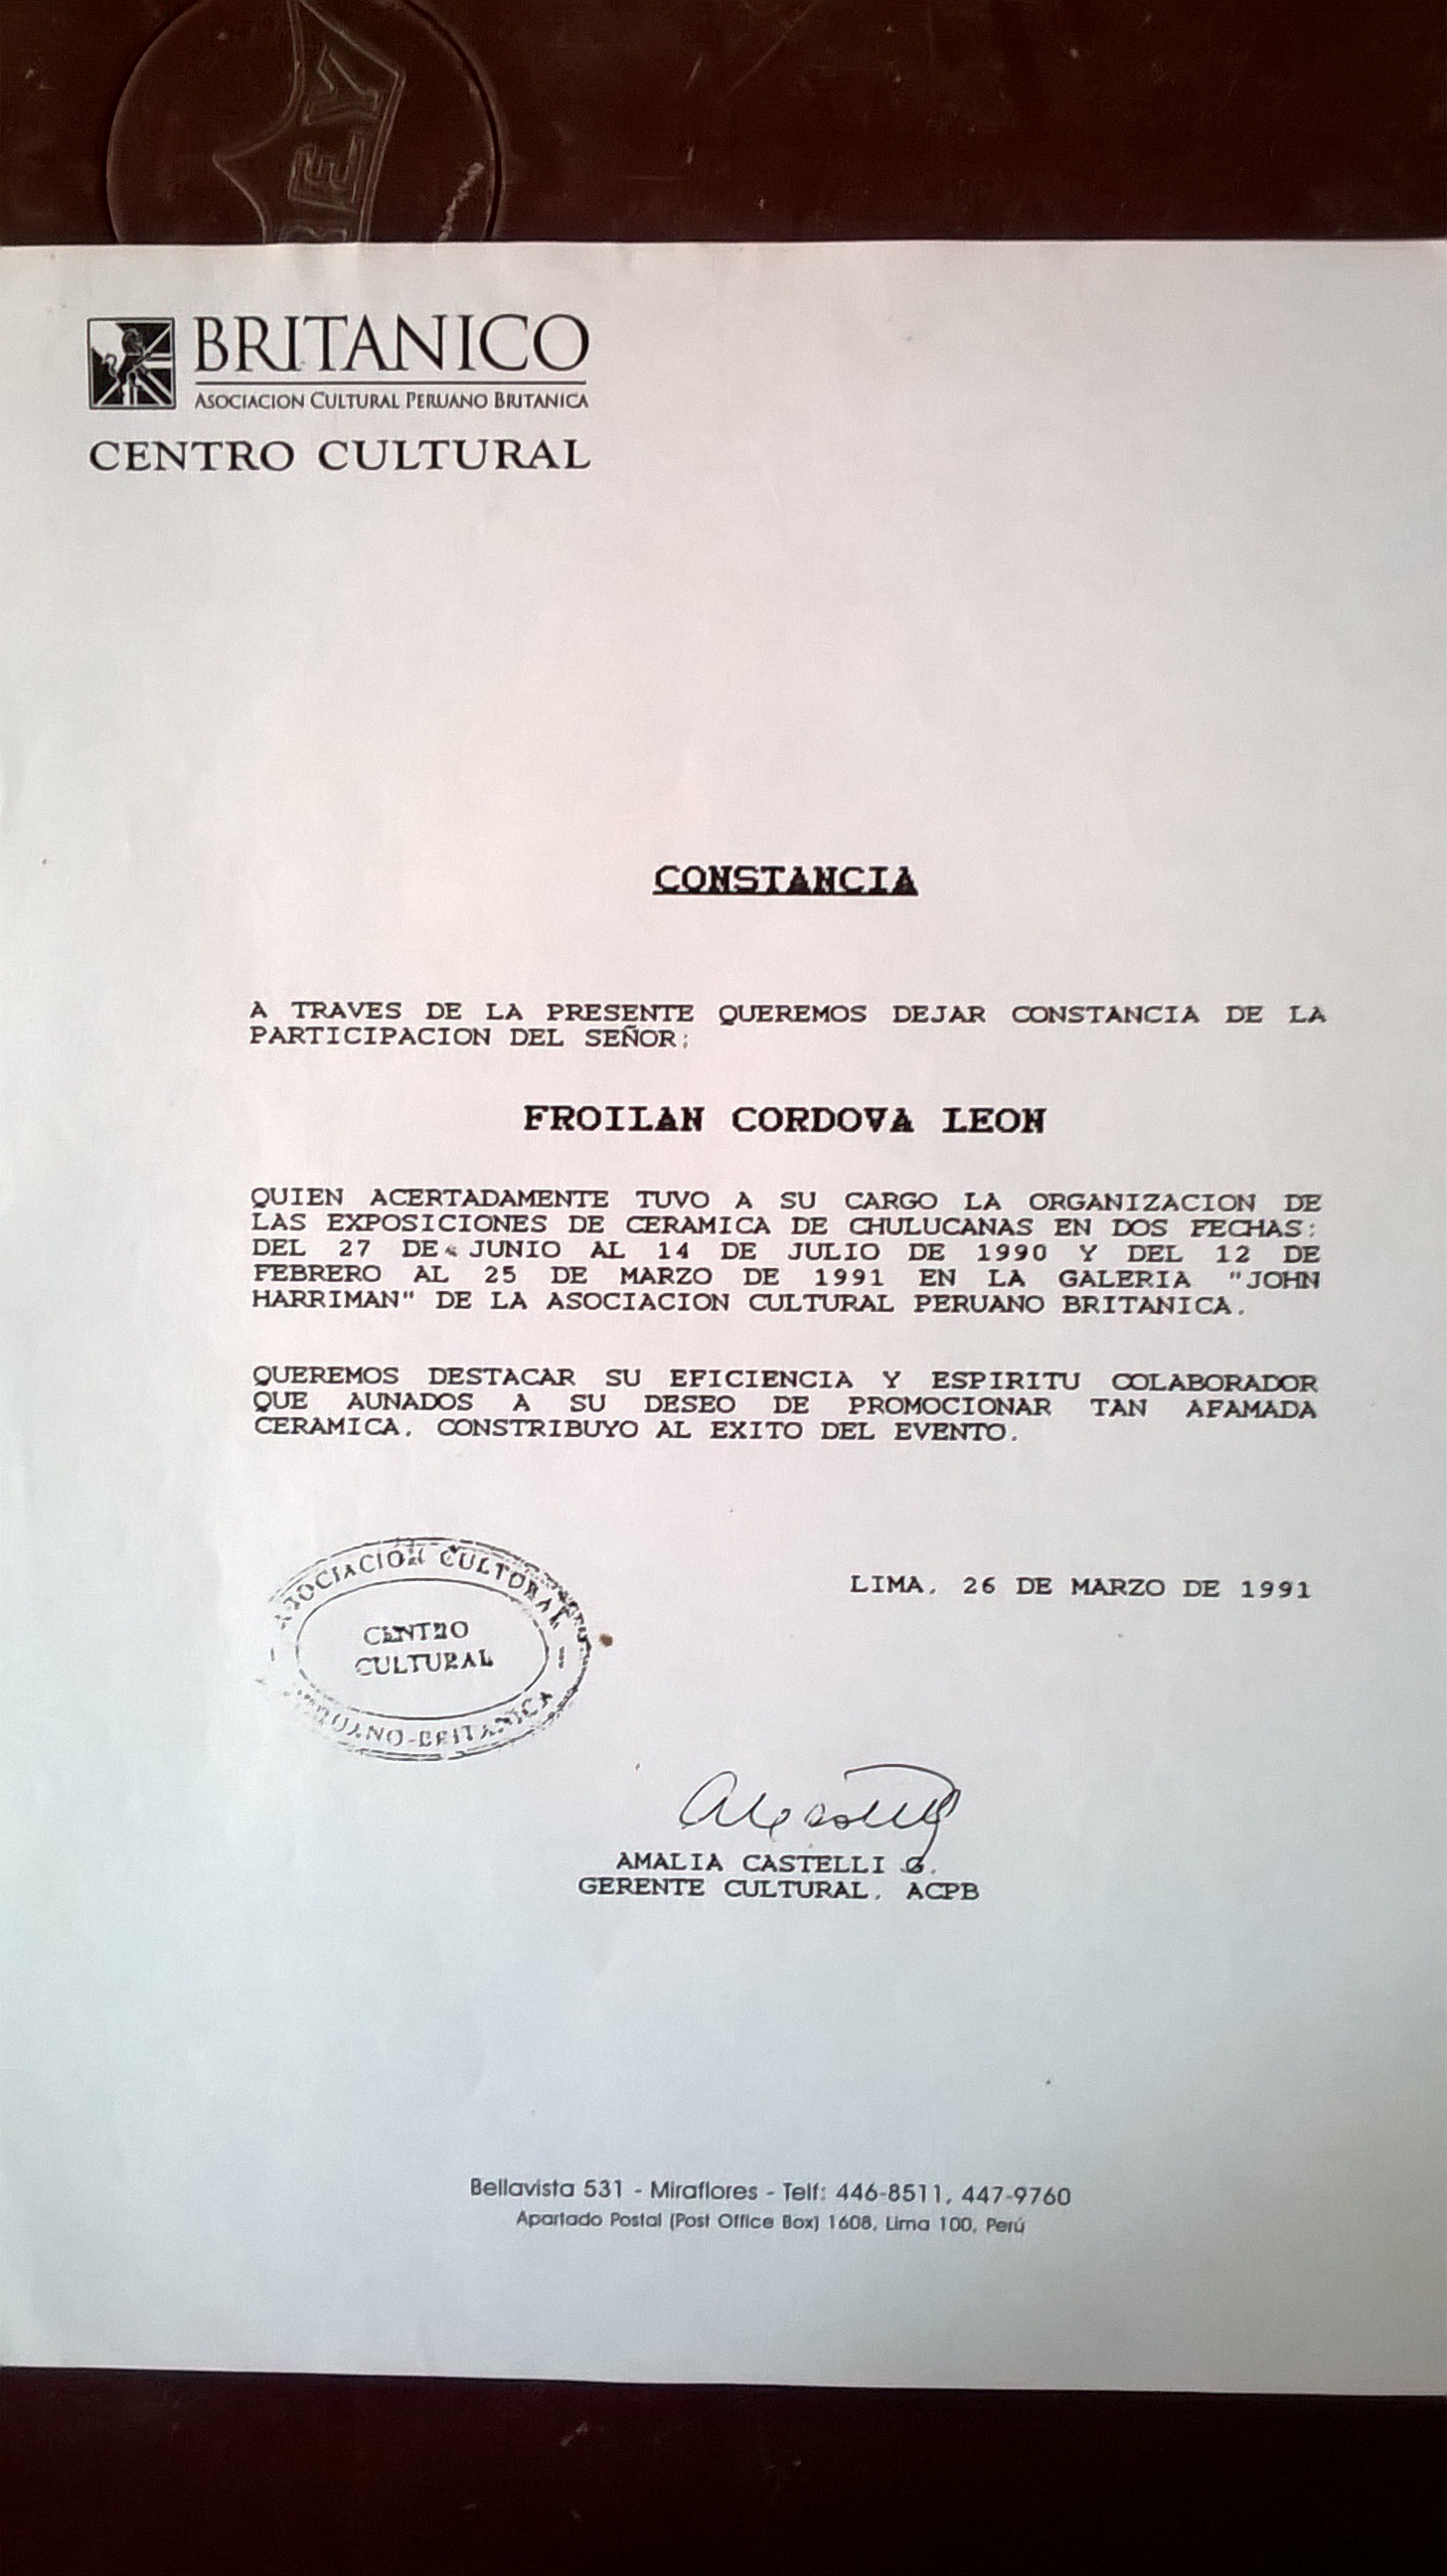 REY
BRITANICO
ASOCIACION CULTURAL PERUANO BRITANICA
CENTRO CULTURAL
CONSTANCIA
A TRAVES DE LA PRESENTE QUEREMOS DEJAR CONSTANCIA DE LA
PARTICIPACION DEL SEÑOR:
FROILAN CORDOVA LEON
QUIEN ACERTADAMENTE TUVO A SU CARGO LA ORGANIZACION DE
LAS EXPOSICIONES DE CERAMICA DE CHULUCANAS EN DOS FECHAS:
DEL 27 DE JUNIO AL 14 DE JULIO DE 1990 Y DEL 12 DE
FEBRERO AL 25 DE MARZO DE 1991 EN LA GALERIA "JOHN
HARRIMAN" DE LA ASOCIACION CULTURAL PERUANO BRITANICA.
QUEREMOS DESTACAR SU EFICIENCIA Y ESPIRITU COLABORADOR
QUE AUNADOS A SU DESEO DE PROMOCIONAR TAN AFAMADA
CERAMICA, CONSTRIBUYO AL EXITO DEL EVENTO.
LIMA, 26 DE MARZO DE 1991
ASOCIACIÓN CULTURAL
CENTRO
CULTURAL
PERUANO-BRITANICA
AMALIA CASTELLI G.
GERENTE CULTURAL, ACPB
Bellavista 531 - Miraflores - Telf: 446-8511, 447-9760
Apartado Postal (Post Office Box) 1608, Lima 100, Perú